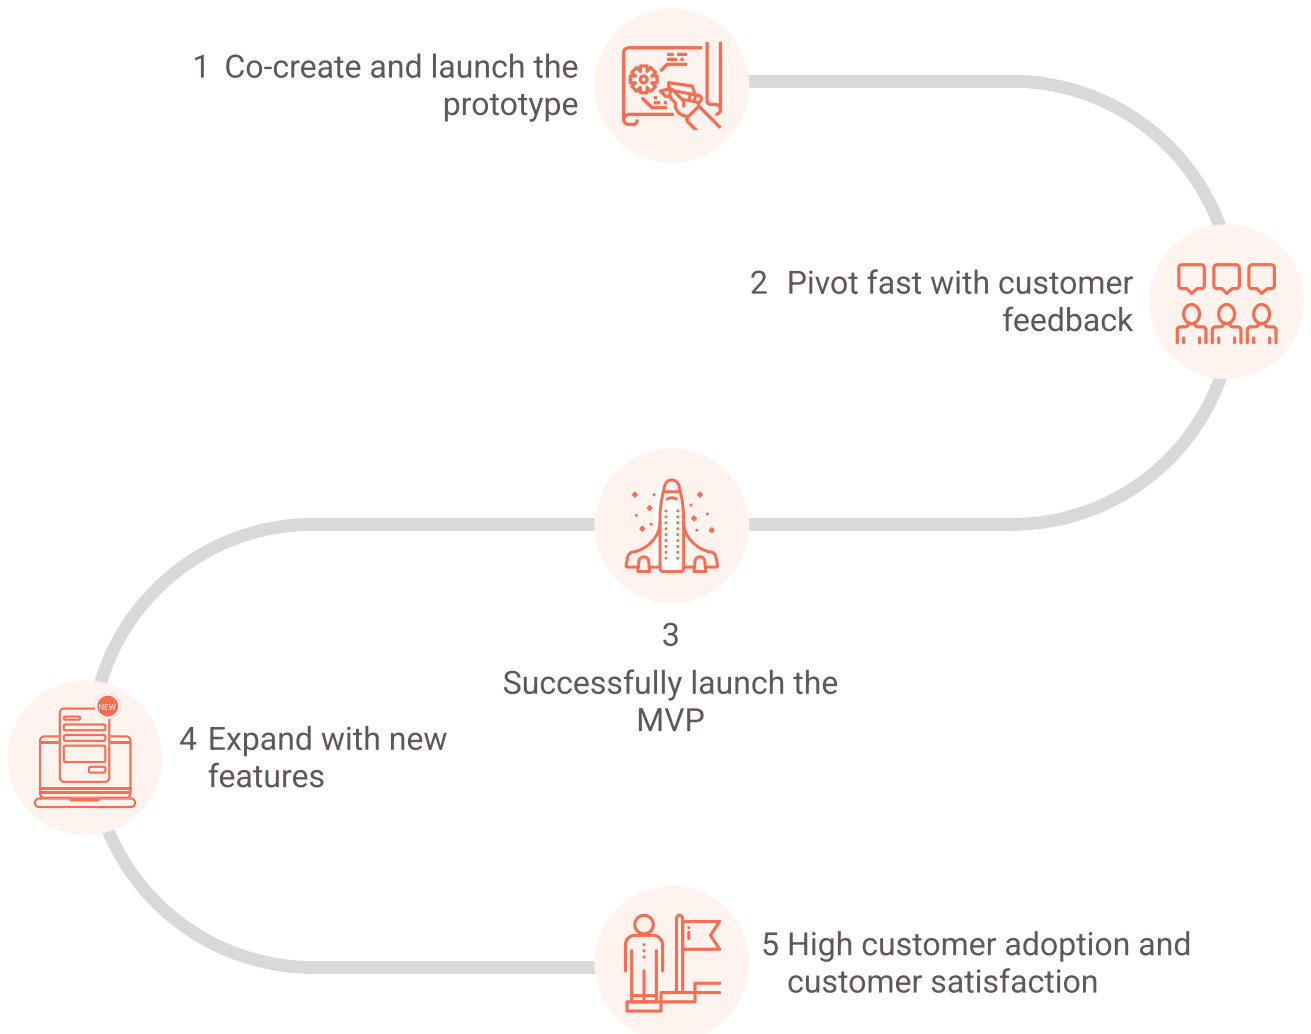 1 Co-create and launch the
prototype
2 Pivot fast with customer
feedback
3
Successfully launch the
MVP
NEW
4 Expand with new
features
5 High customer adoption and
customer satisfaction